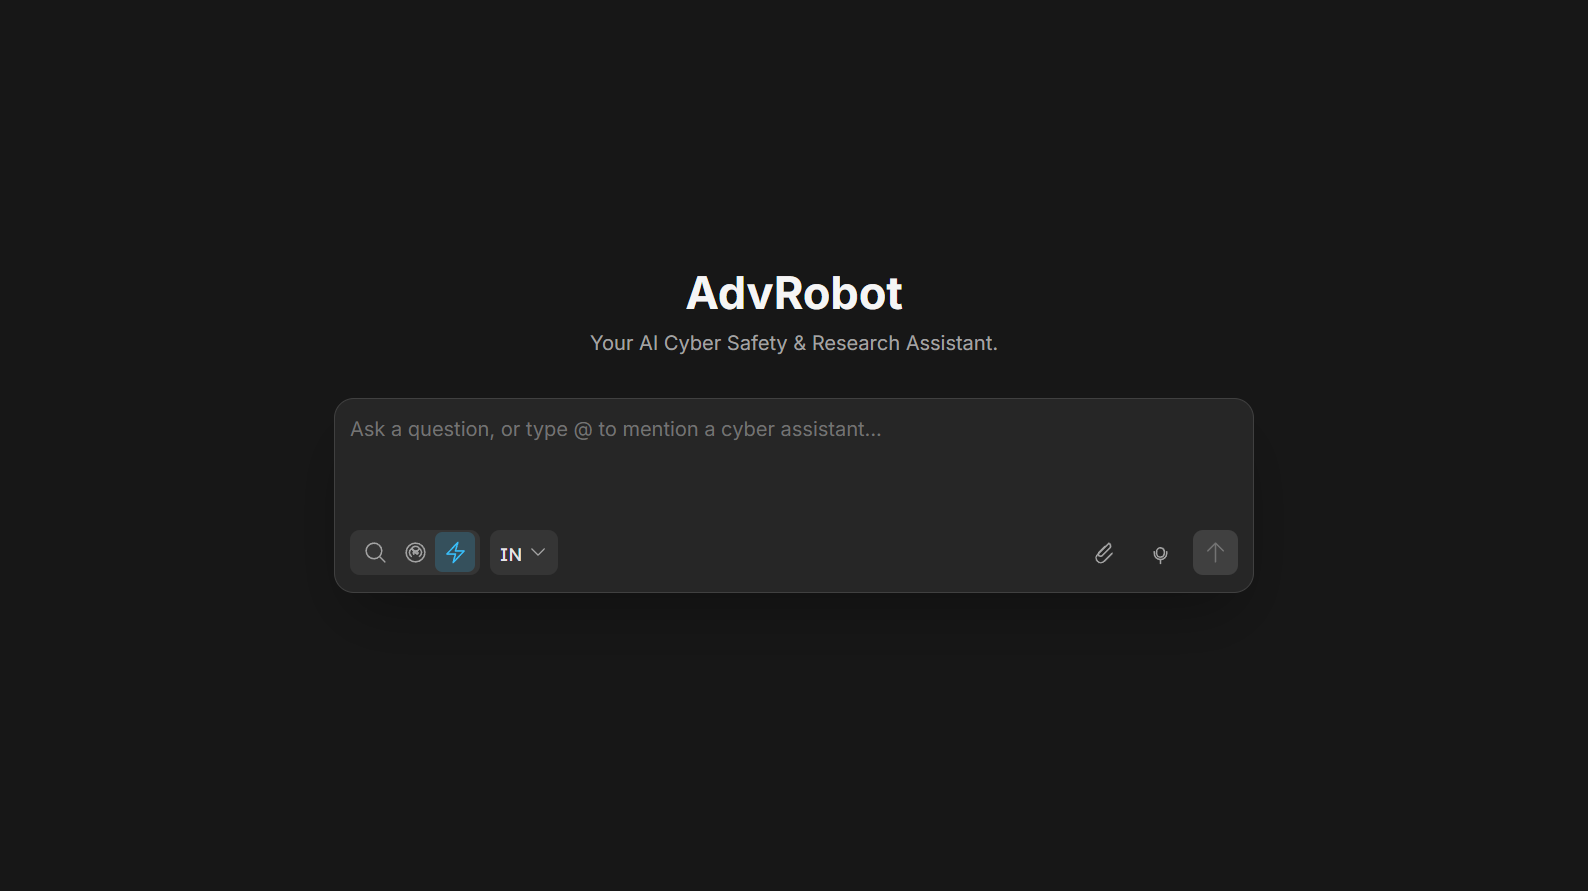 AdvRobot
Your AI Cyber Safety & Research Assistant.
Ask a question, or type @ to mention a cyber assistant...
IN